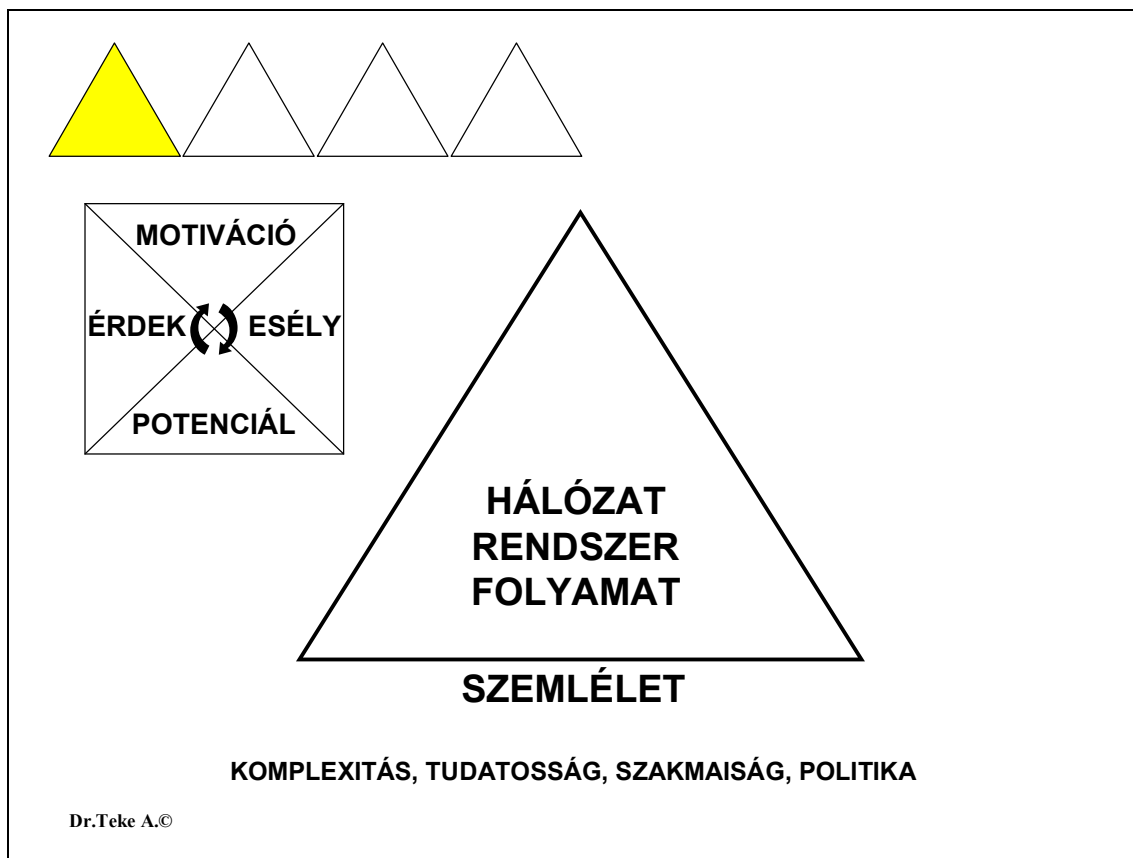 MOTIVÁCIÓ
ÉRDEK ESÉLY
POTENCIÁL
HÁLÓZAT
RENDSZER
FOLYAMAT
SZEMLÉLET
KOMPLEXITÁS, TUDATOSSÁG, SZAKMAISÁG, POLITIKA
Dr.Teke A.©